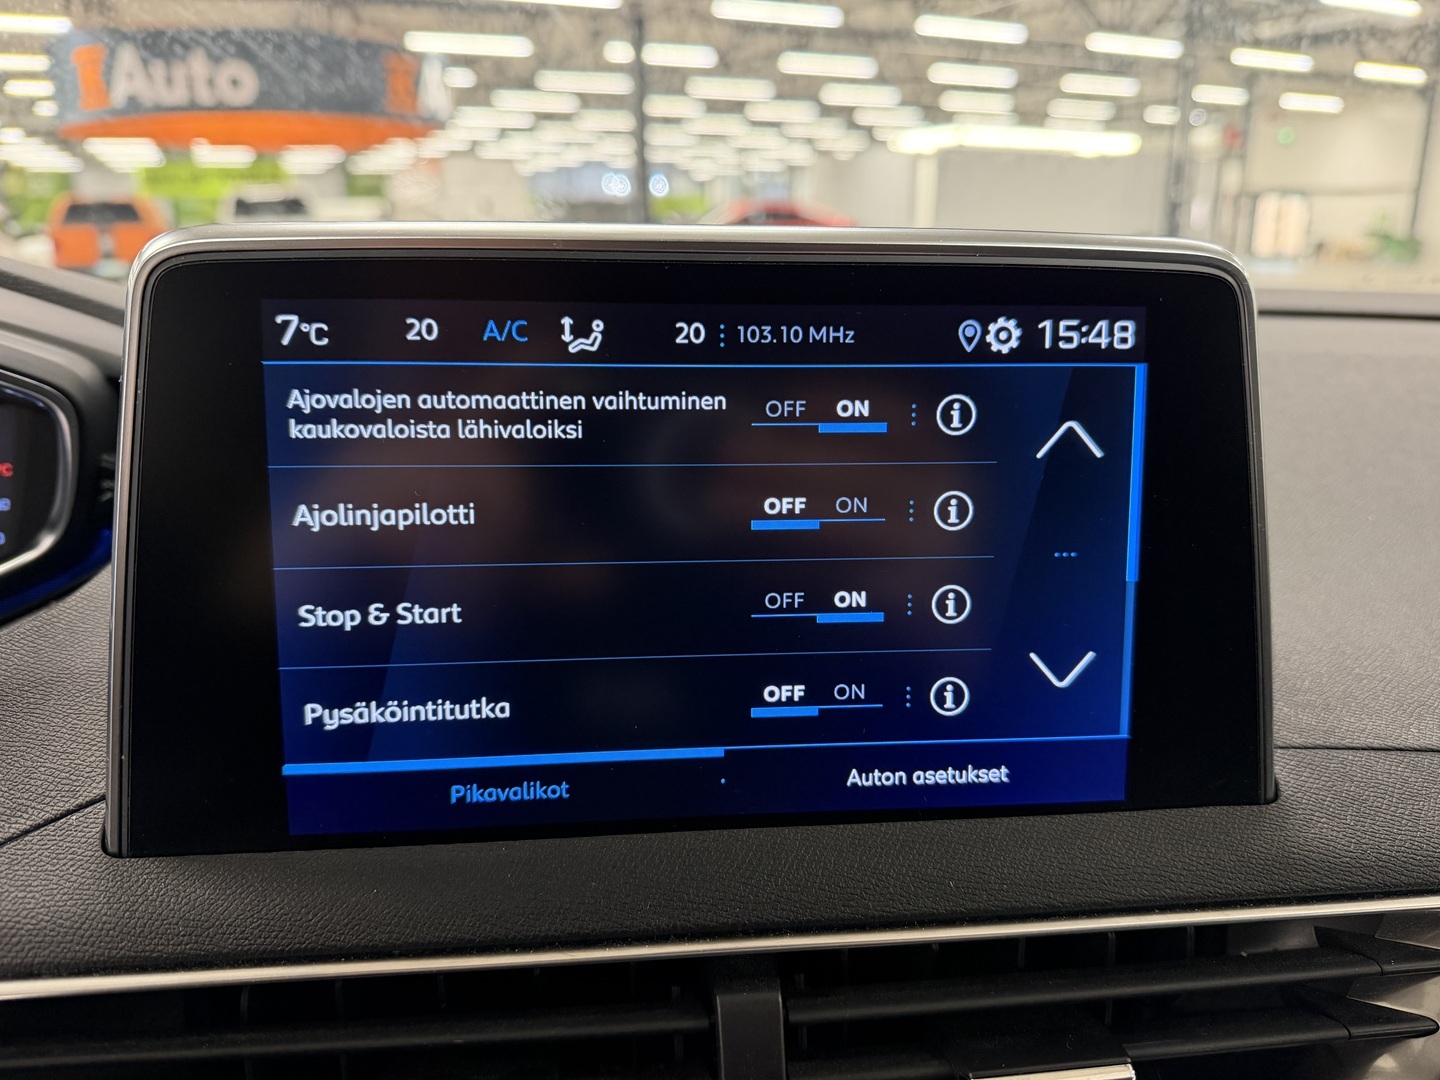 Auto
7°C 20 A/C 20 103.10 MHz 15:48
Ajovalojen automaattinen vaihtuminen
kaukovaloista lähivaloiksi
OFF ON
Ajolinjapilotti OFF ON
Stop & Start OFF ON
Pysäköintitutka OFF ON
Pikavalikot Auton asetukset